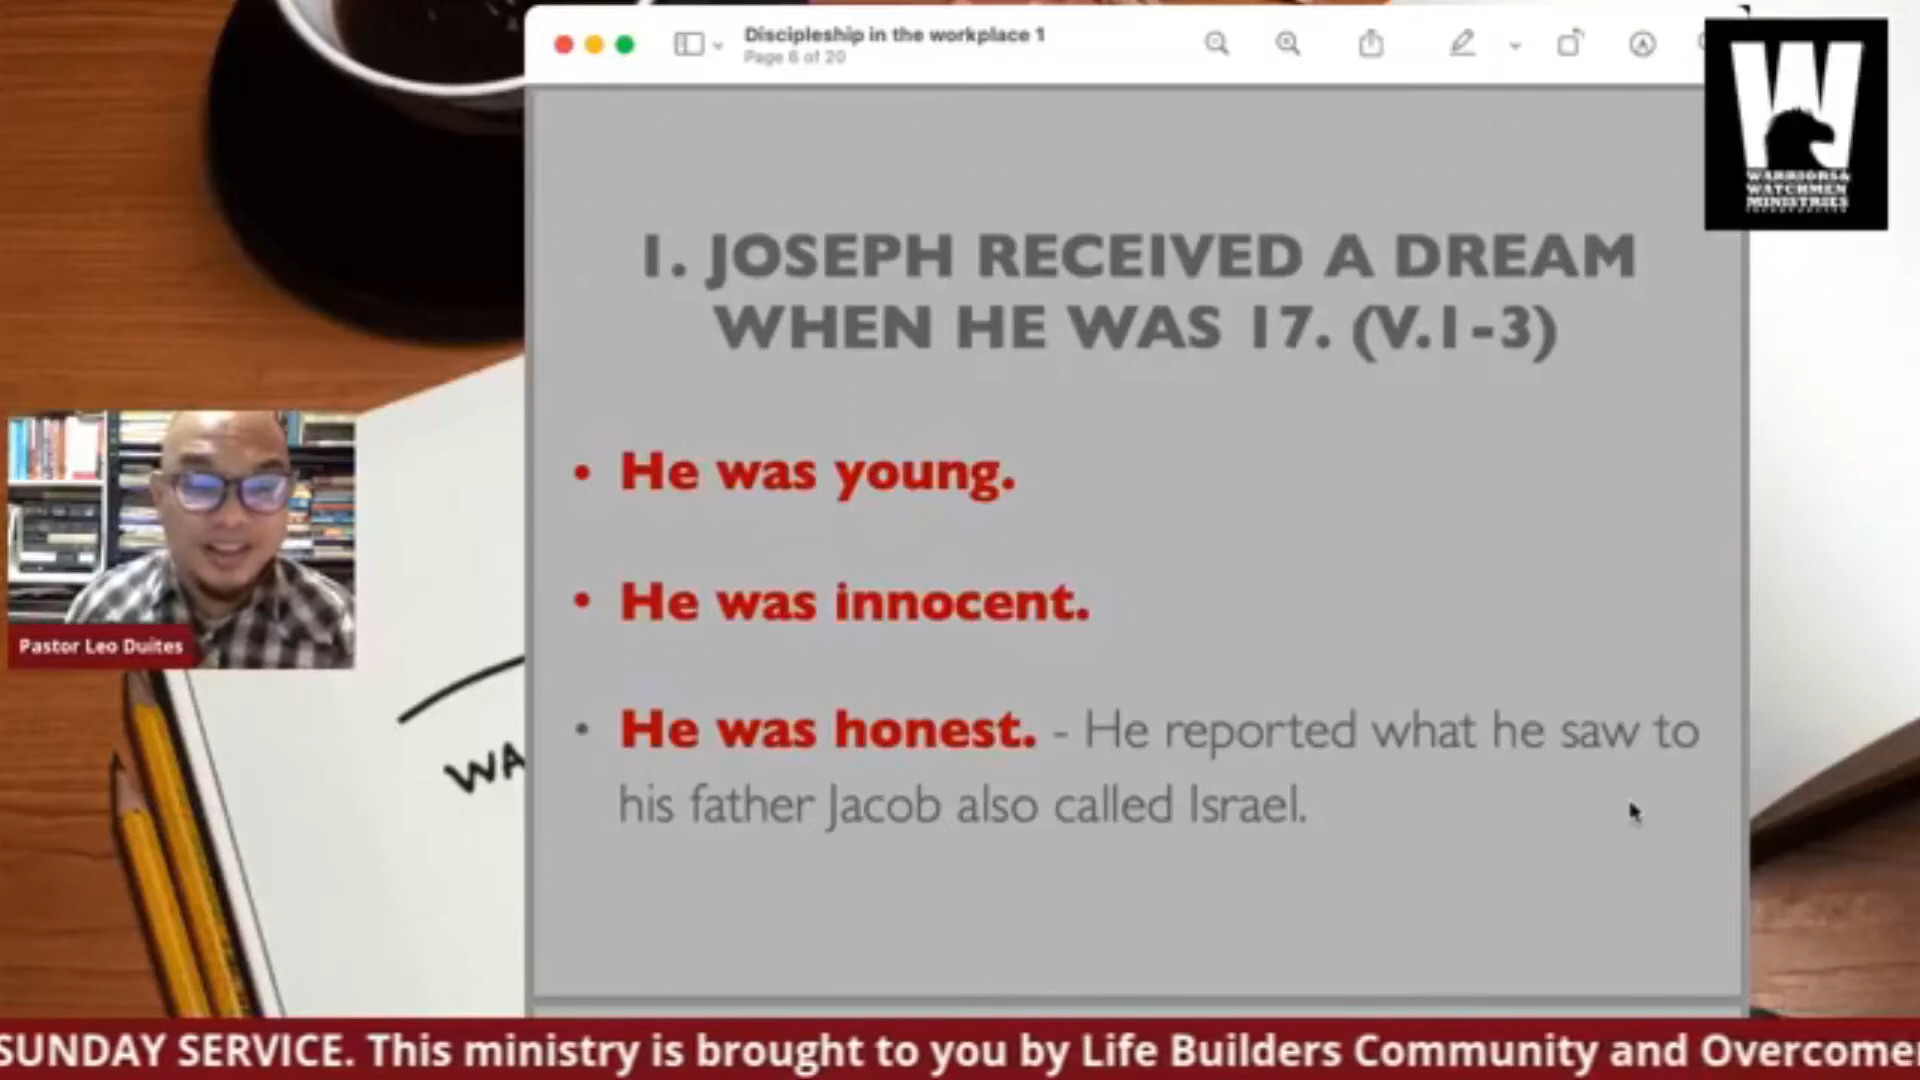 Discipleship in the workplace 1
Page 6 of 20
W
WARRIORS &
WATCHMEN
MINISTRIES
1. JOSEPH RECEIVED A DREAM
WHEN HE WAS 17. (V.1-3)
• He was young.
• He was innocent.
• He was honest. - He reported what he saw to
his father Jacob also called Israel.
Pastor Leo Duites
WA
SUNDAY SERVICE. This ministry is brought to you by Life Builders Community and Overcome